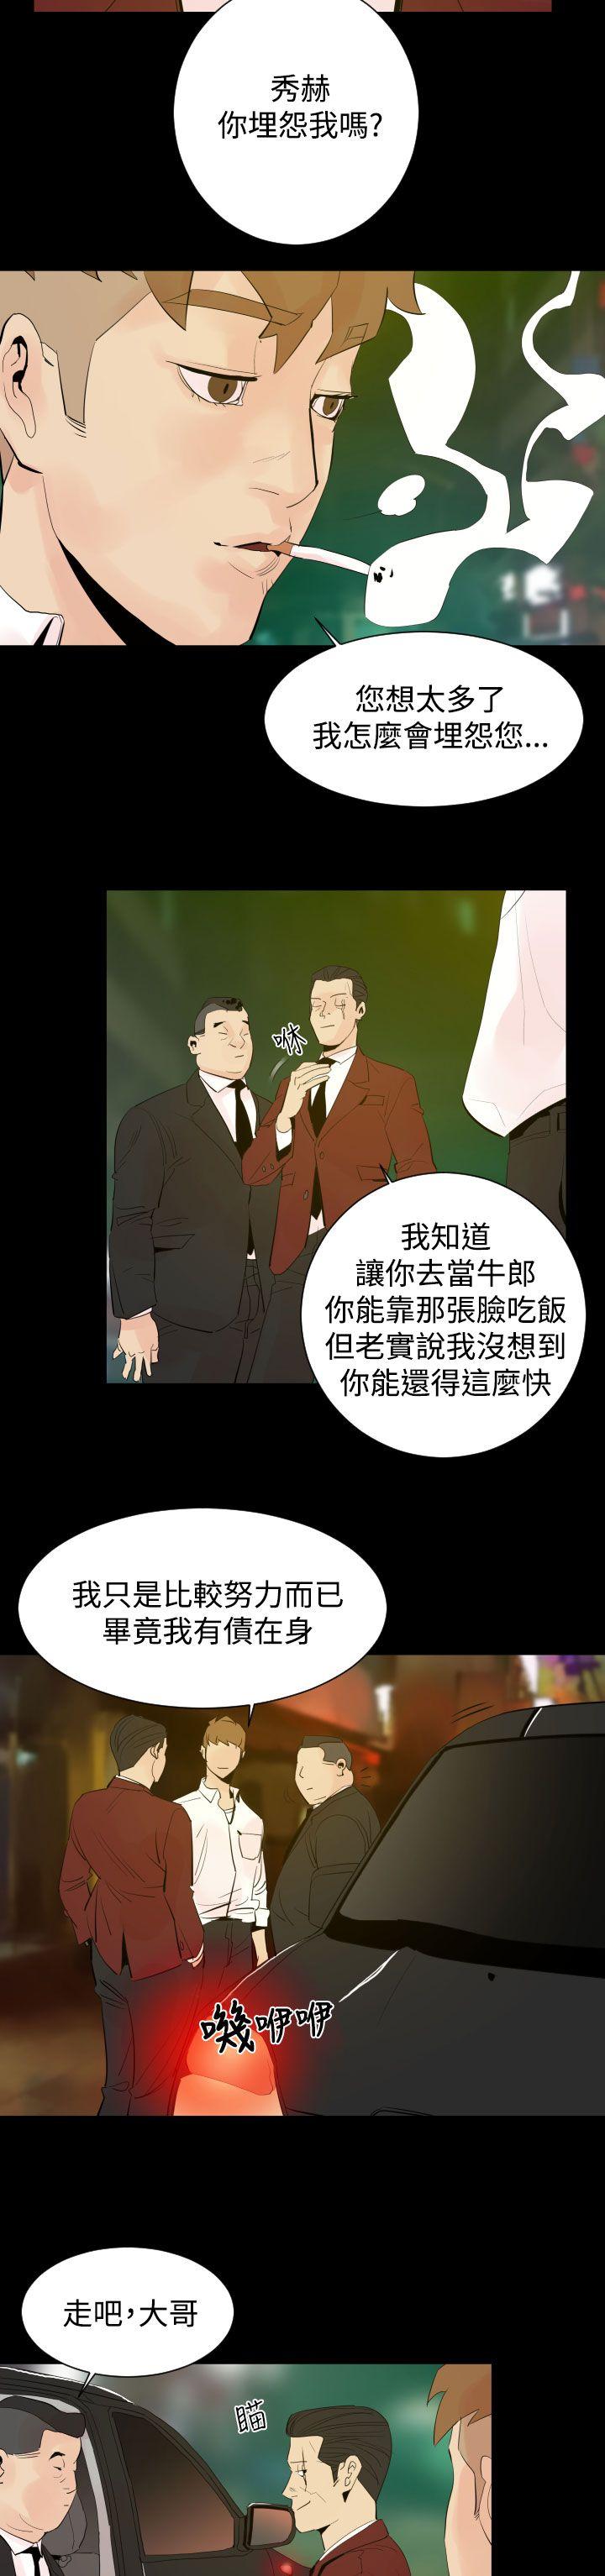 秀赫
你埋怨我嗎?
您想太多了
我怎麼會埋怨您...
咻
我知道
讓你去當牛郎
你能靠那張臉吃飯
但老實說我沒想到
你能還得這麼快
我只是比較努力而已
畢竟我有債在身
嘰咿咿
走吧，大哥
瞄